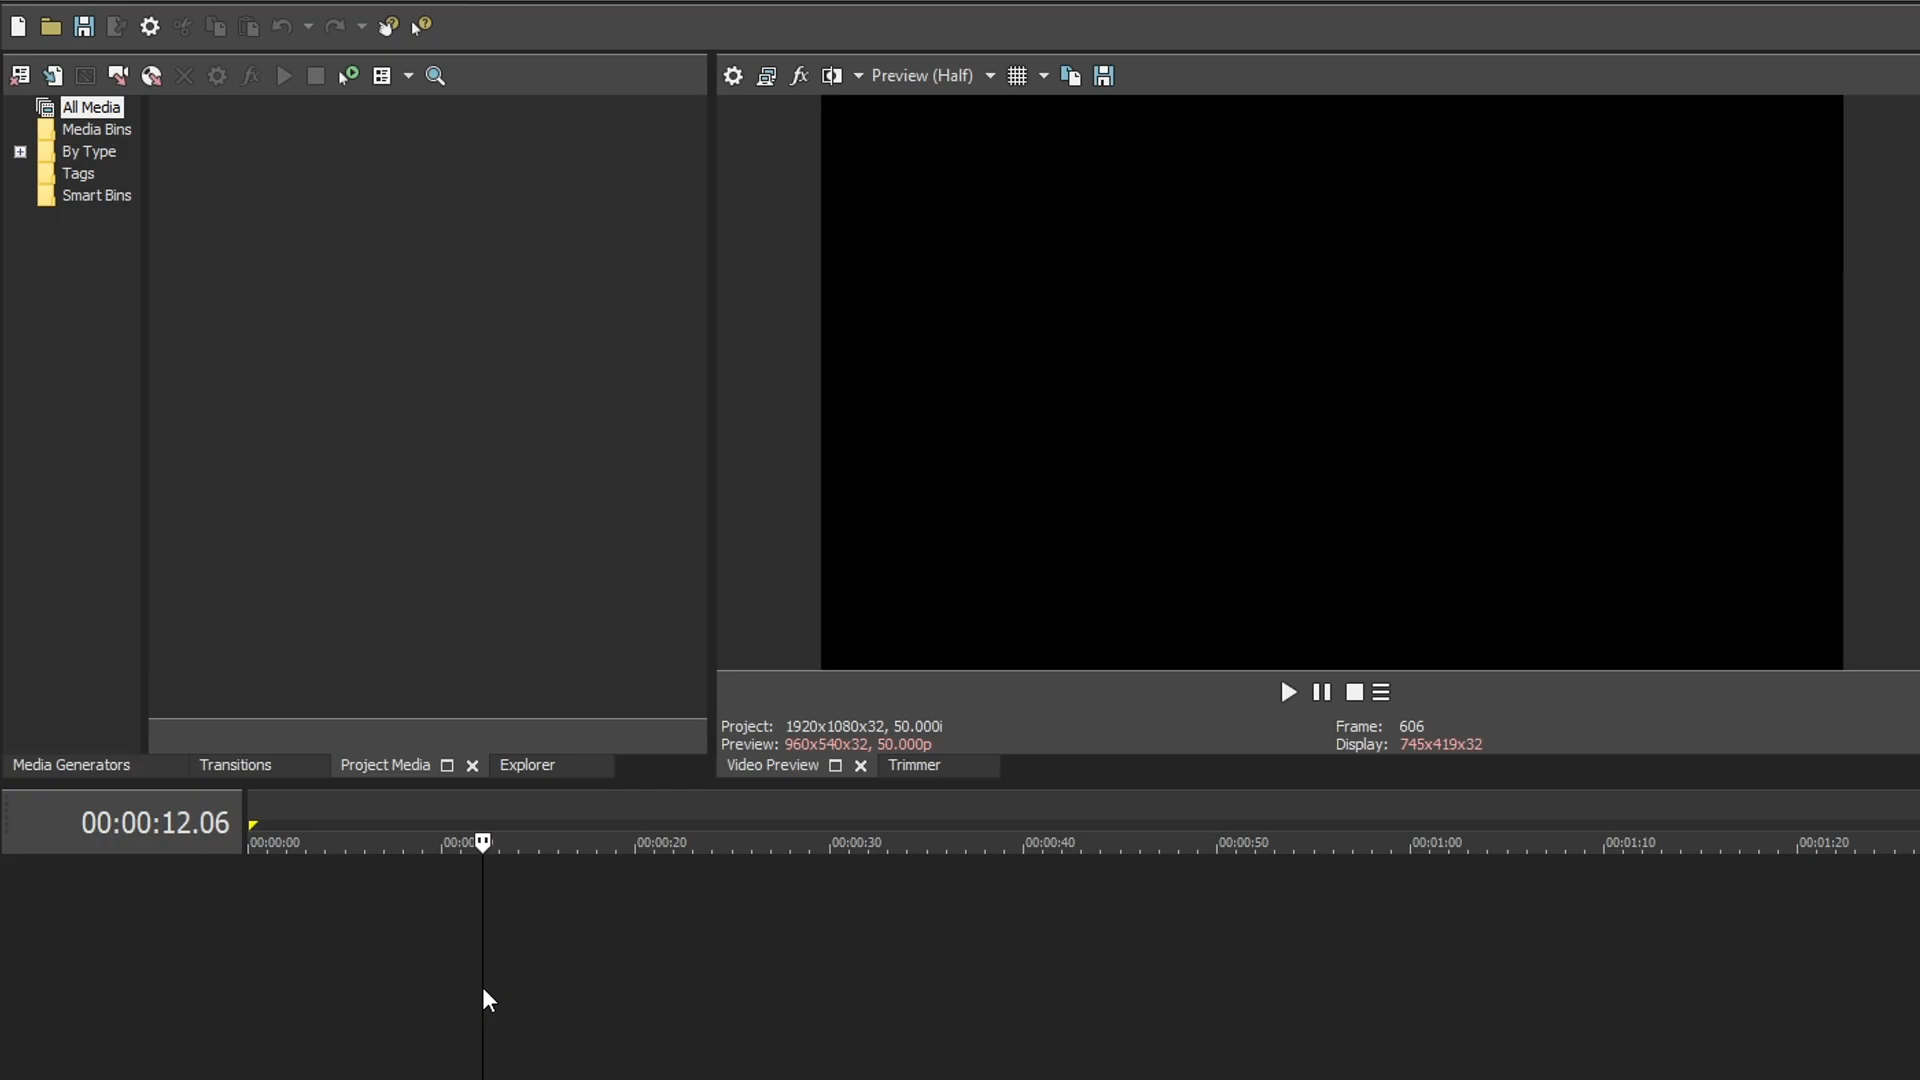 Preview (Half)
All Media
Media Bins
By Type
Tags
Smart Bins
Project: 1920x1080x32, 50.000i
Frame: 606
Preview: 960x540x32, 50.000p
Display: 745x419x32
Media Generators
Transitions
Project Media
Explorer
Video Preview
Trimmer
00:00:12.06
00:00:00
00:00:20
00:00:30
00:00:40
00:00:50
00:01:00
00:01:10
00:01:20